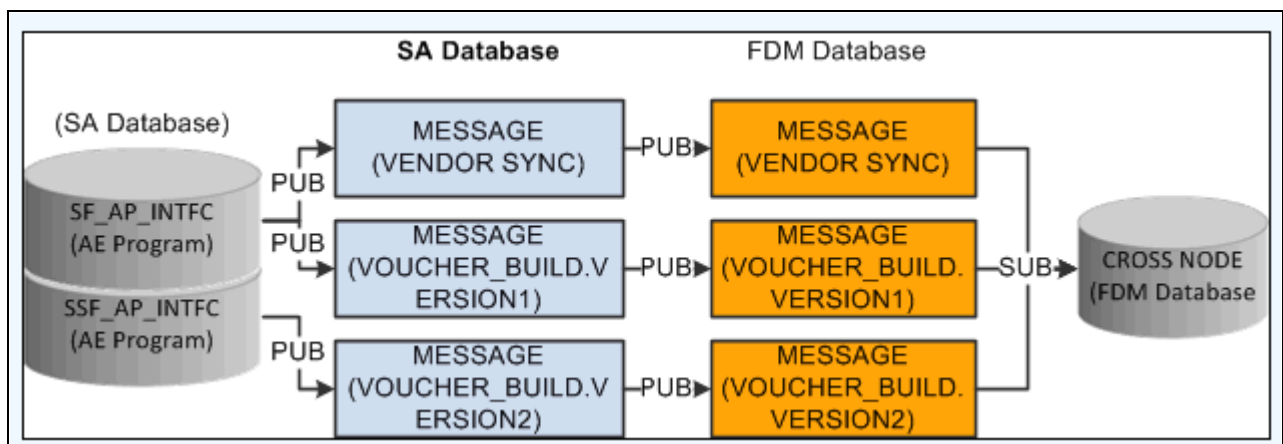 SA Database
FDM Database
(SA Database)
SF_AP_INTFC
(AE Program)
SSF_AP_INTFC
(AE Program)
PUB
PUB
PUB
MESSAGE
(VENDOR SYNC)
PUB
MESSAGE
(VENDOR SYNC)
MESSAGE
(VOUCHER_BUILD.V
ERSION1)
PUB
MESSAGE
(VOUCHER_BUILD.
VERSION1)
MESSAGE
(VOUCHER_BUILD.V
ERSION2)
PUB
MESSAGE
(VOUCHER_BUILD.
VERSION2)
SUB
CROSS NODE
(FDM Database